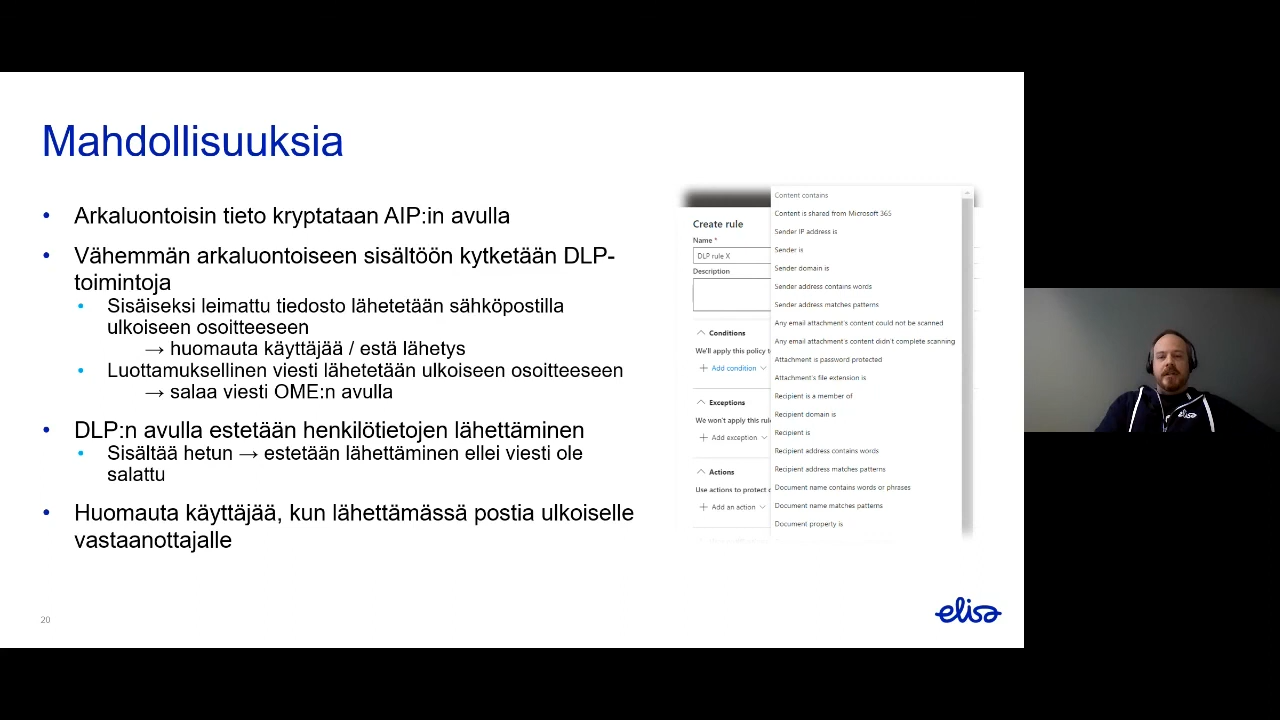 Mahdollisuuksia
• Arkaluontoisin tieto kryptataan AIP:in avulla
• Vähemmän arkaluontoiseen sisältöön kytketään DLP-
toimintoja
• Sisäiseksi leimattu tiedosto lähetetään sähköpostilla
ulkoiseen osoitteeseen
→ huomauta käyttäjää / estä lähetys
• Luottamuksellinen viesti lähetetään ulkoiseen osoitteeseen
→ salaa viesti OME:n avulla
• DLP:n avulla estetään henkilötietojen lähettäminen
• Sisältää hetun → estetään lähettäminen ellei viesti ole
salattu
• Huomauta käyttäjää, kun lähettämässä postia ulkoiselle
vastaanottajalle
Create rule
Name *
DLP rule X
Description
Conditions
We'll apply this policy t
Add condition
Exceptions
We won't apply this rul
Add exception
Actions
Use actions to protect c
Add an action
Content contains
Content is shared from Microsoft 365
Sender IP address is
Sender is
Sender domain is
Sender address contains words
Sender address matches patterns
Any email attachment's content could not be scanned
Any email attachment's content didn't complete scanning
Attachment is password protected
Attachment's file extension is
Recipient is a member of
Recipient domain is
Recipient is
Recipient address contains words
Recipient address matches patterns
Document name contains words or phrases
Document name matches patterns
Document property is
20
elisa
elisa